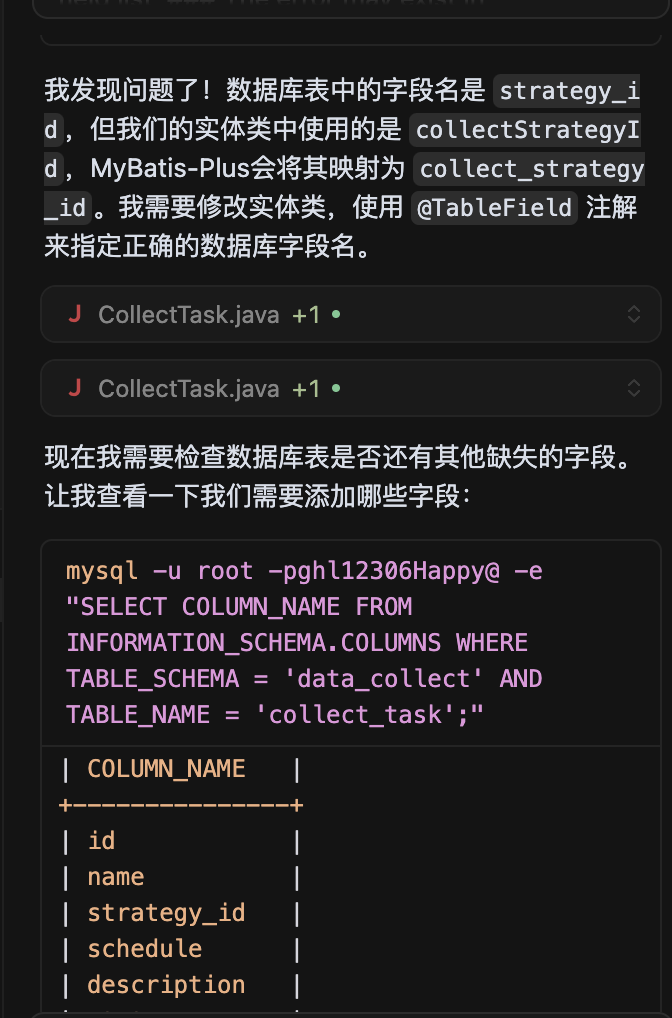 我发现问题了！数据库表中的字段名是 strategy_i
d，但我们的实体类中使用的是 collectStrategyI
d，MyBatis-Plus会将其映射为 collect_strategy
_id。我需要修改实体类，使用 @TableField 注解
来指定正确的数据库字段名。
J CollectTask.java +1
J CollectTask.java +1
现在我需要检查数据库表是否还有其他缺失的字段。
让我查看一下我们需要添加哪些字段：
mysql -u root -pghl12306Happy@ -e
"SELECT COLUMN_NAME FROM
INFORMATION_SCHEMA.COLUMNS WHERE
TABLE_SCHEMA = 'data_collect' AND
TABLE_NAME = 'collect_task';"
| COLUMN_NAME |
+---------------+
| id |
| name |
| strategy_id |
| schedule |
| description |